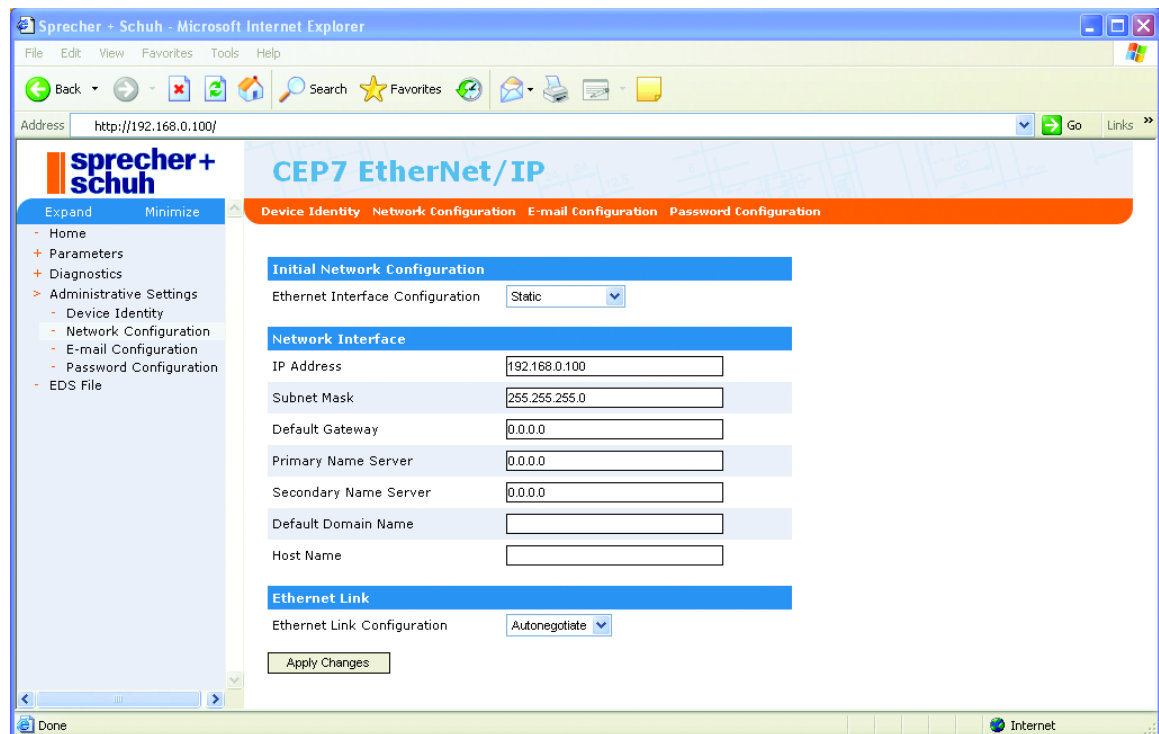 Sprecher + Schuh - Microsoft Internet Explorer
File Edit View Favorites Tools Help
Back Search Favorites
Address http://192.168.0.100/ Go Links »
sprecher+
schuh
CEP7 EtherNet/IP
Expand Minimize
Device Identity Network Configuration E-mail Configuration Password Configuration
- Home
+ Parameters
+ Diagnostics
> Administrative Settings
- Device Identity
- Network Configuration
- E-mail Configuration
- Password Configuration
- EDS File
Initial Network Configuration
Ethernet Interface Configuration Static
Network Interface
IP Address 192.168.0.100
Subnet Mask 255.255.255.0
Default Gateway 0.0.0.0
Primary Name Server 0.0.0.0
Secondary Name Server 0.0.0.0
Default Domain Name
Host Name
Ethernet Link
Ethernet Link Configuration Autonegotiate
Apply Changes
Done Internet